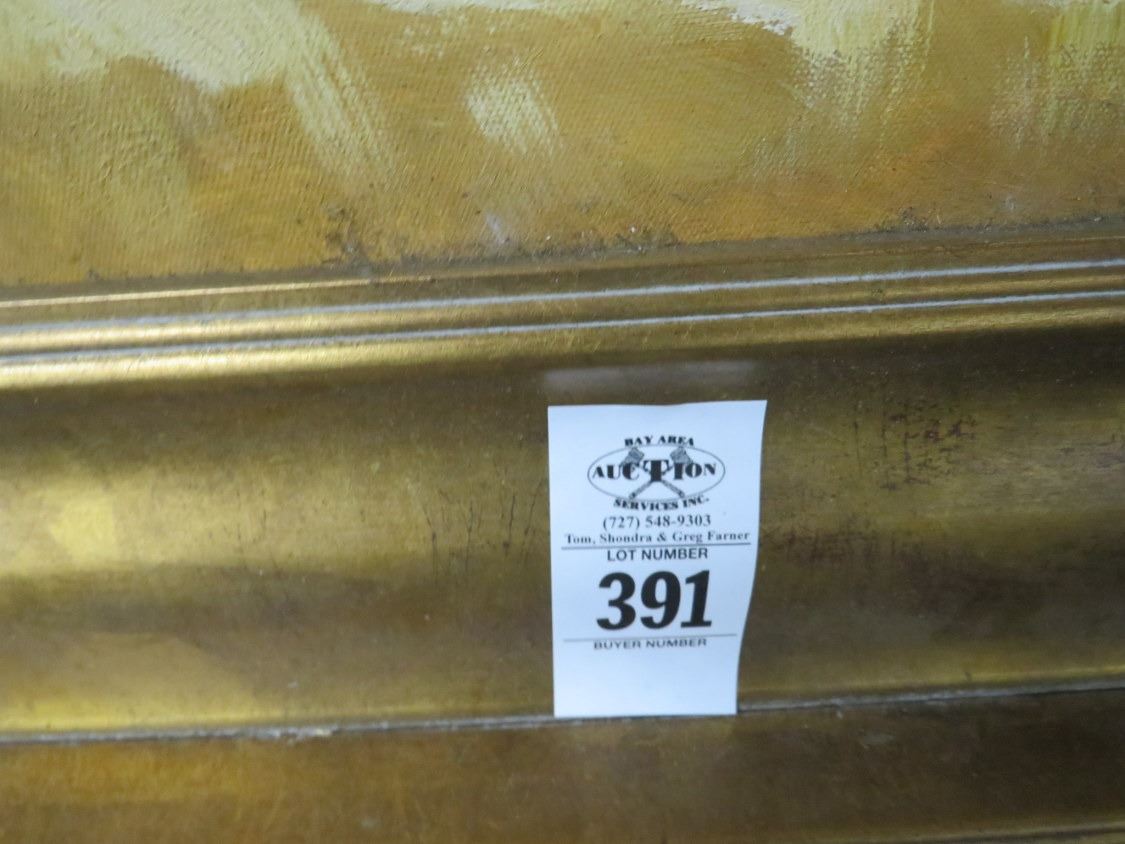 BAY AREA
AUCTION
SERVICES INC.
(727) 548-9303
Tom, Shondra & Greg Farner
LOT NUMBER
391
BUYER NUMBER